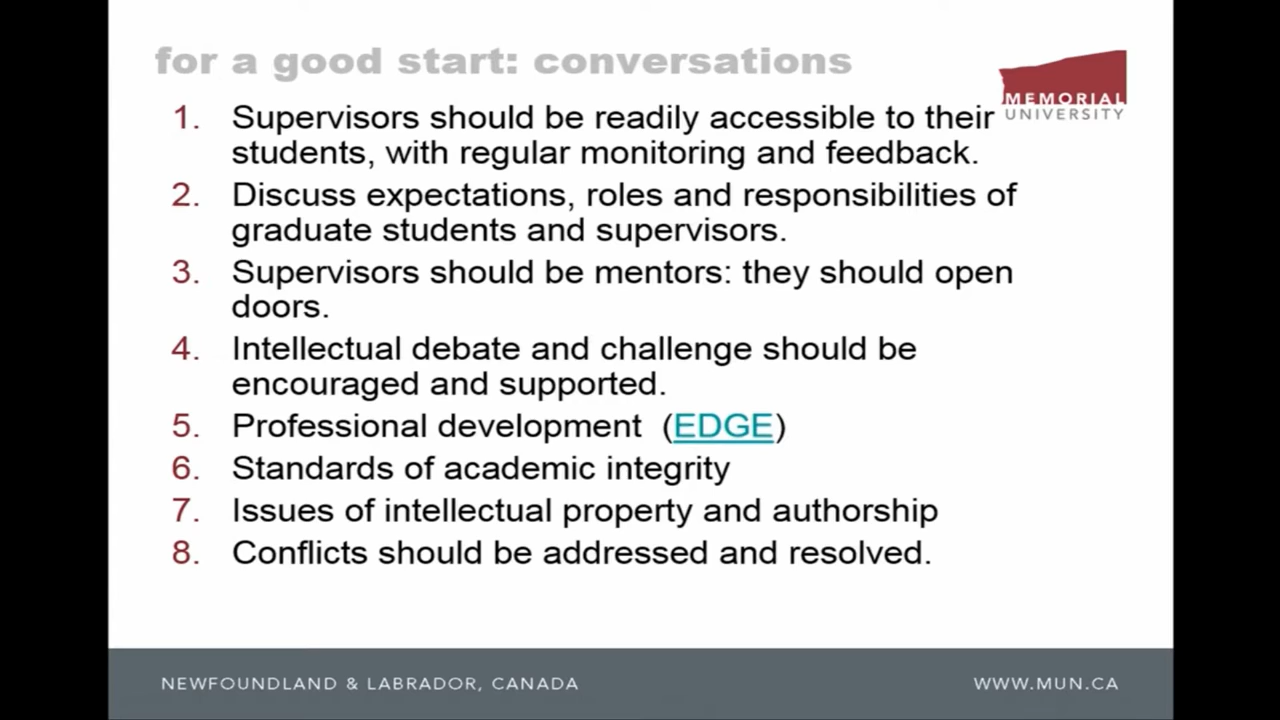 for a good start: conversations
MEMORIAL
UNIVERSITY
1. Supervisors should be readily accessible to their
students, with regular monitoring and feedback.
2. Discuss expectations, roles and responsibilities of
graduate students and supervisors.
3. Supervisors should be mentors: they should open
doors.
4. Intellectual debate and challenge should be
encouraged and supported.
5. Professional development (EDGE)
6. Standards of academic integrity
7. Issues of intellectual property and authorship
8. Conflicts should be addressed and resolved.
NEWFOUNDLAND & LABRADOR, CANADA
WWW.MUN.CA